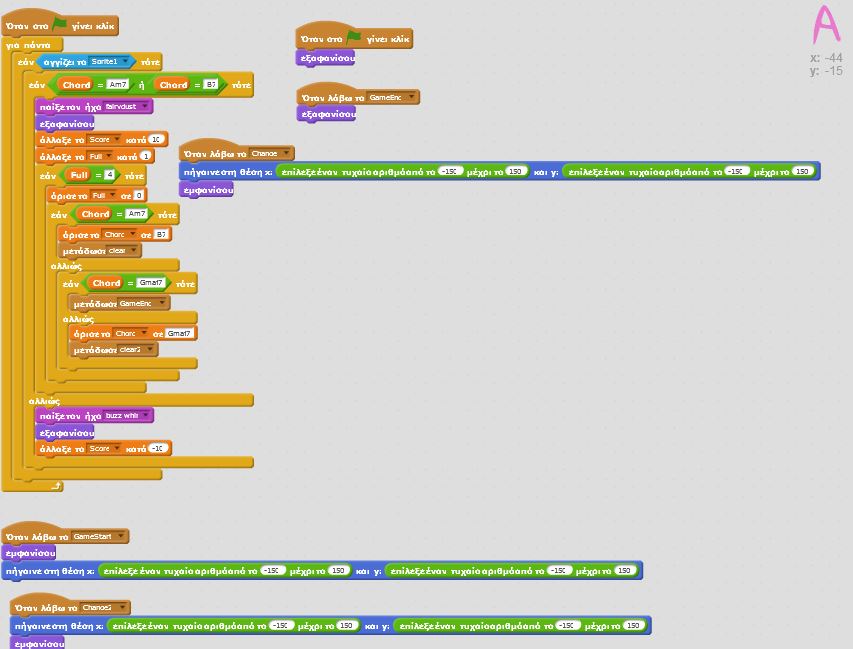 Όταν στο γίνει κλικ
για πάντα
εάν αγγίζει το Sprite1 τότε
εάν Chord = Am7 ή Chord = B7 τότε
παίξε τον ήχο fairydust
εξαφανίσου
άλλαξε το Score κατά 10
άλλαξε το Full κατά 1
εάν Full = 4 τότε
όρισε το Full σε 0
εάν Chord = Am7 τότε
όρισε το Chord σε B7
μετάδωσε clear
αλλιώς
εάν Chord = Gmaf7 τότε
μετάδωσε GameEnd
αλλιώς
όρισε το Chord σε Gmaf7
μετάδωσε clear2
αλλιώς
παίξε τον ήχο buzz whir
εξαφανίσου
άλλαξε το Score κατά -10
Όταν στο γίνει κλικ
εξαφανίσου
Όταν λάβω το GameEnd
εξαφανίσου
Όταν λάβω το Change
πήγαινε στη θέση x: επίλεξε έναν τυχαίο αριθμό από το -150 μέχρι το 150 και y: επίλεξε έναν τυχαίο αριθμό από το -150 μέχρι το 150
εμφανίσου
A
x: -44
y: -15
Όταν λάβω το GameStart
εμφανίσου
πήγαινε στη θέση x: επίλεξε έναν τυχαίο αριθμό από το -150 μέχρι το 150 και y: επίλεξε έναν τυχαίο αριθμό από το -150 μέχρι το 150
Όταν λάβω το Change2
πήγαινε στη θέση x: επίλεξε έναν τυχαίο αριθμό από το -150 μέχρι το 150 και y: επίλεξε έναν τυχαίο αριθμό από το -150 μέχρι το 150
εμφανίσου